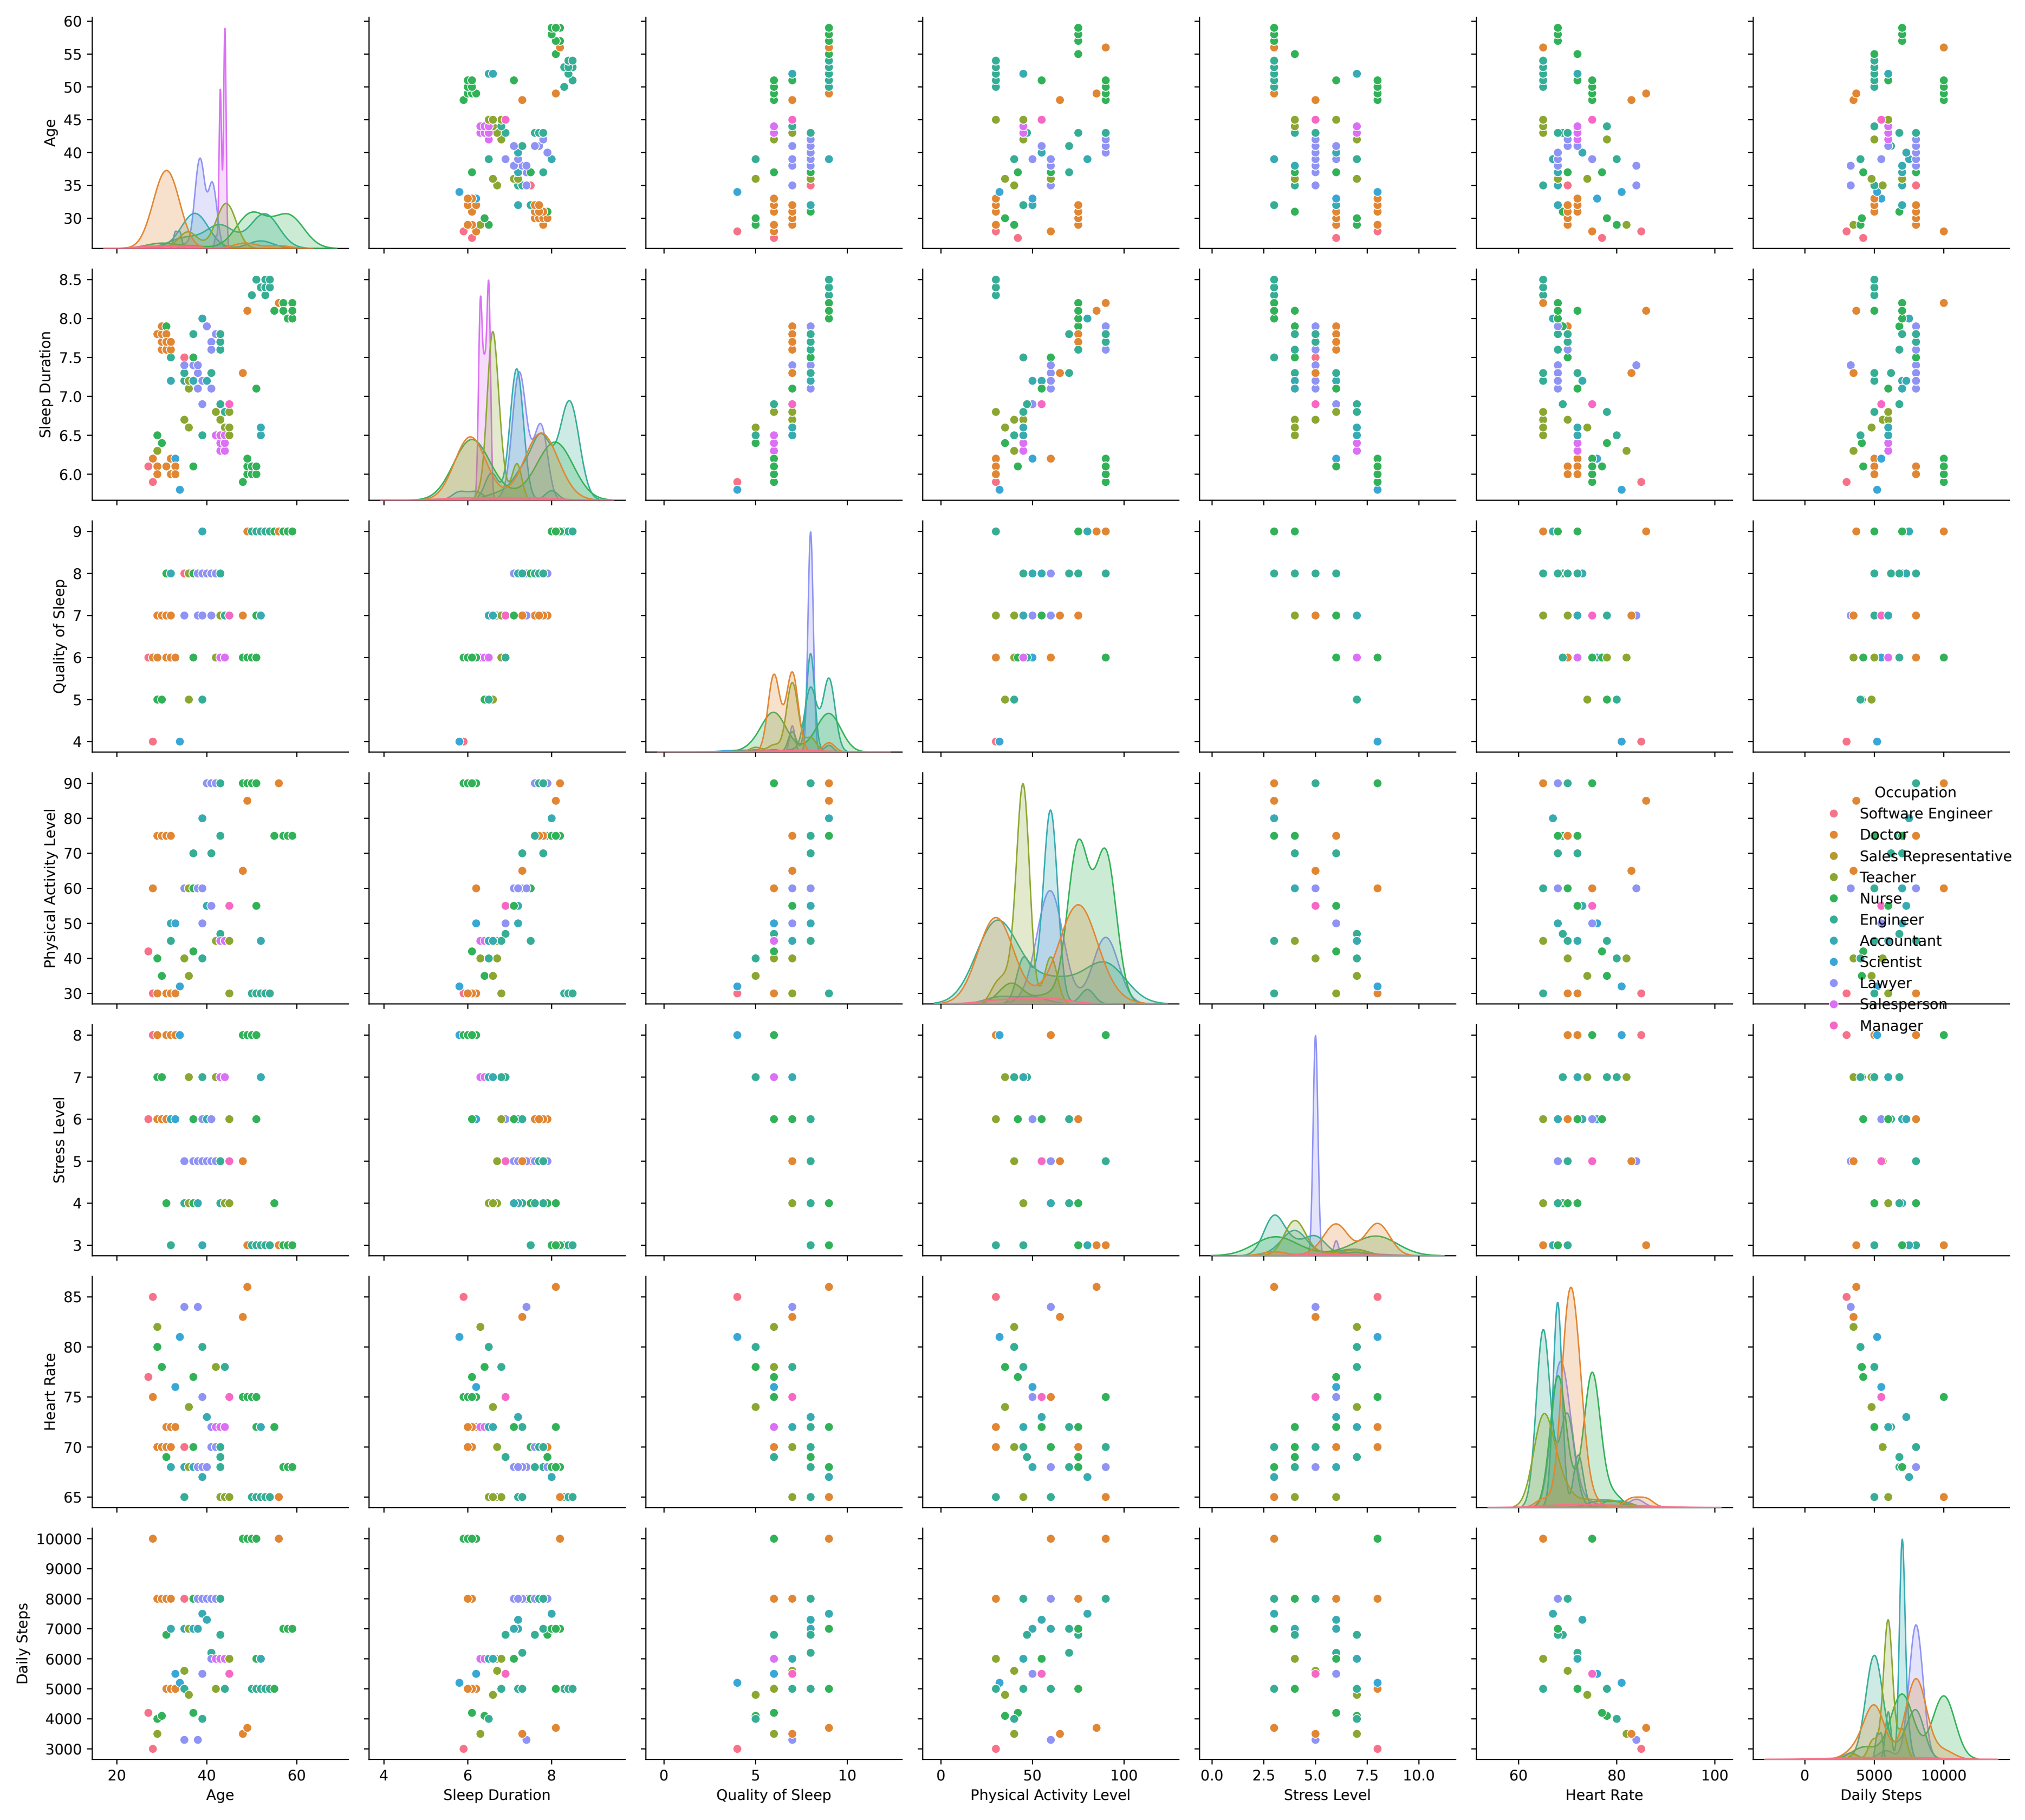 60
55
50
45
40
35
30
Age
8.5
8.0
7.5
7.0
6.5
6.0
Sleep Duration
9
8
7
6
5
4
Quality of Sleep
90
80
70
60
50
40
30
Physical Activity Level
Occupation
Software Engineer
Doctor
Sales Representative
Teacher
Nurse
Engineer
Accountant
Scientist
Lawyer
Salesperson
Manager
8
7
6
5
4
3
Stress Level
85
80
75
70
65
Heart Rate
10000
9000
8000
7000
6000
5000
4000
3000
Daily Steps
20 40 60
Age
4 6 8
Sleep Duration
0 5 10
Quality of Sleep
0 50 100
Physical Activity Level
0.0 2.5 5.0 7.5 10.0
Stress Level
60 80 100
Heart Rate
0 5000 10000
Daily Steps